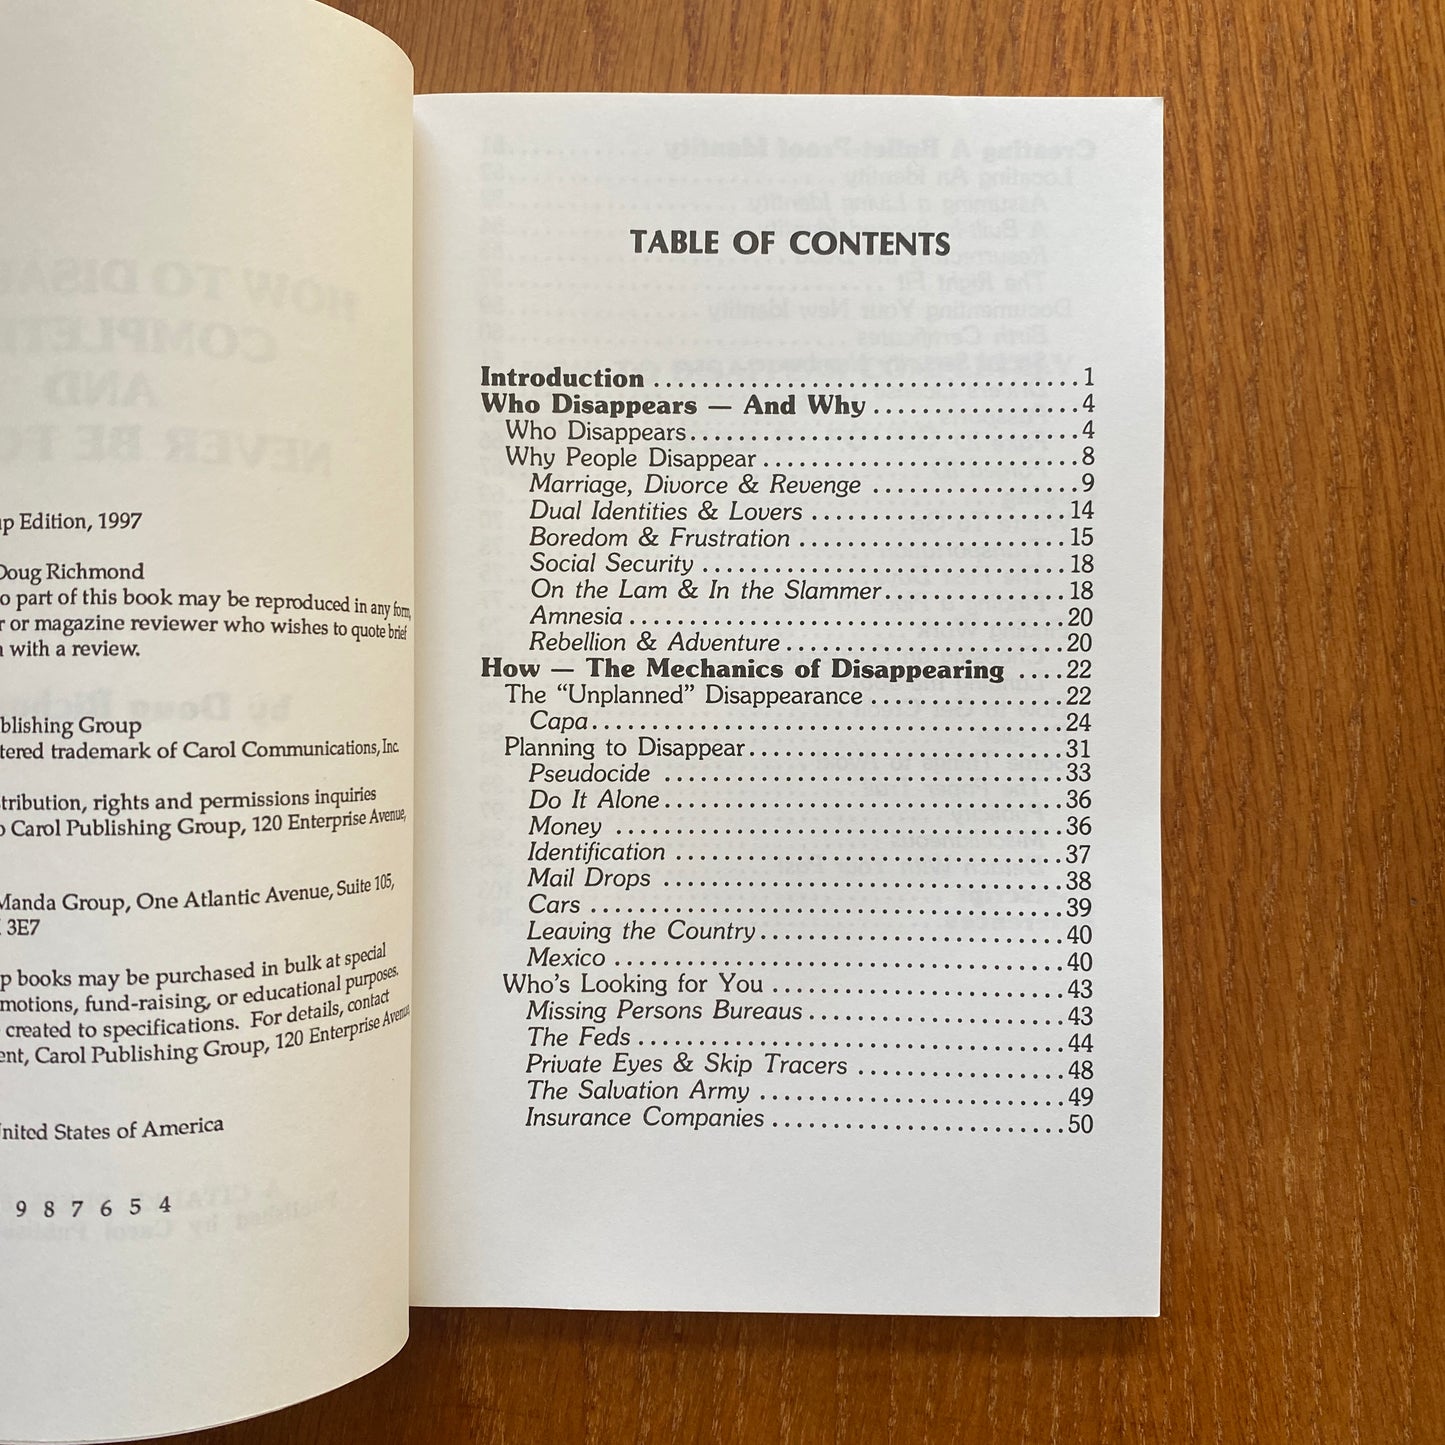 up Edition, 1997
Doug Richmond
o part of this book may be reproduced in any form,
r or magazine reviewer who wishes to quote brief
with a review.
blishing Group
tered trademark of Carol Communications, Inc.
stribution, rights and permissions inquiries
o Carol Publishing Group, 120 Enterprise Avenue,
Manda Group, One Atlantic Avenue, Suite 105,
3E7
p books may be purchased in bulk at special
motions, fund-raising, or educational purposes.
created to specifications. For details, contact
ent, Carol Publishing Group, 120 Enterprise Avenue,
United States of America
9 8 7 6 5 4
TABLE OF CONTENTS
Introduction ................................... 1
Who Disappears — And Why ................. 4
Who Disappears ................................ 4
Why People Disappear .......................... 8
Marriage, Divorce & Revenge ................. 9
Dual Identities & Lovers ..................... 14
Boredom & Frustration ...................... 15
Social Security ............................... 18
On the Lam & In the Slammer ............... 18
Amnesia .................................... 20
Rebellion & Adventure ....................... 20
How — The Mechanics of Disappearing .... 22
The “Unplanned” Disappearance ................ 22
Capa ....................................... 24
Planning to Disappear .......................... 31
Pseudocide ................................. 33
Do It Alone ................................. 36
Money ..................................... 36
Identification ................................ 37
Mail Drops ................................. 38
Cars ....................................... 39
Leaving the Country ......................... 40
Mexico ..................................... 40
Who’s Looking for You ........................ 43
Missing Persons Bureaus ..................... 43
The Feds ................................... 44
Private Eyes & Skip Tracers ................. 48
The Salvation Army ......................... 49
Insurance Companies ........................ 50